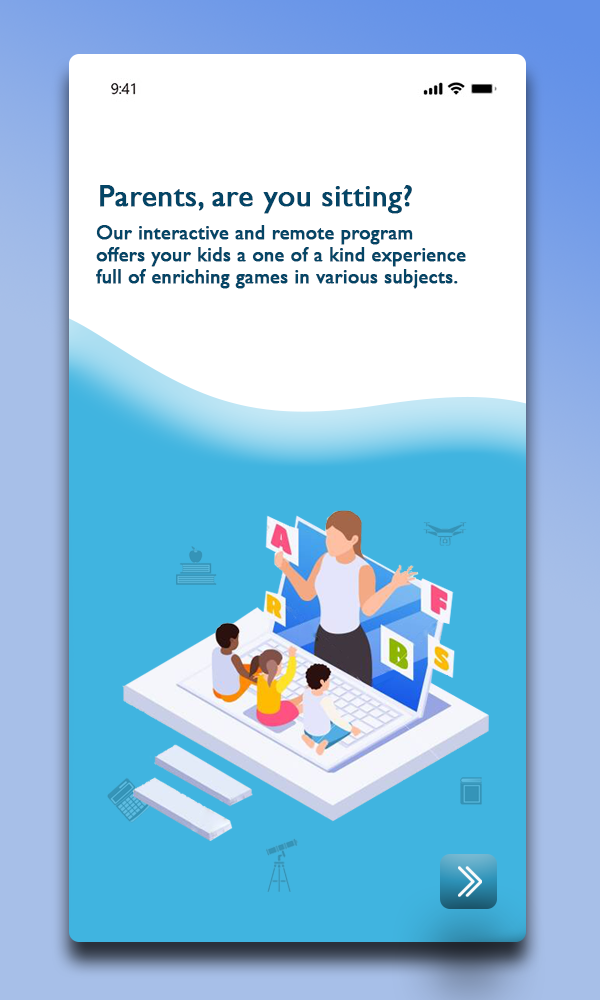 9:41
Parents, are you sitting?
Our interactive and remote program
offers your kids a one of a kind experience
full of enriching games in various subjects.
A
F
R
B
S